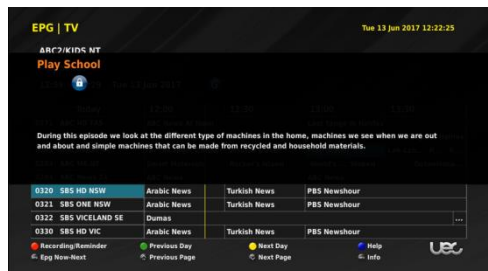 EPG | TV
Tue 13 Jun 2017 12:22:25
ABC2/KIDS NT
Play School
Tue 13 Jun 2017
During this episode we look at the different type of machines in the home, machines we see when we are out
and about and simple machines that can be made from recycled and household materials.
0320 SBS HD NSW Arabic News Turkish News PBS Newshour
0321 SBS ONE NSW Arabic News Turkish News PBS Newshour
0322 SBS VICELAND SE Dumas ...
0330 SBS HD VIC Arabic News Turkish News PBS Newshour
Recording/Reminder Previous Day Next Day Help
Epg Now-Next Previous Page Next Page Info
UEC